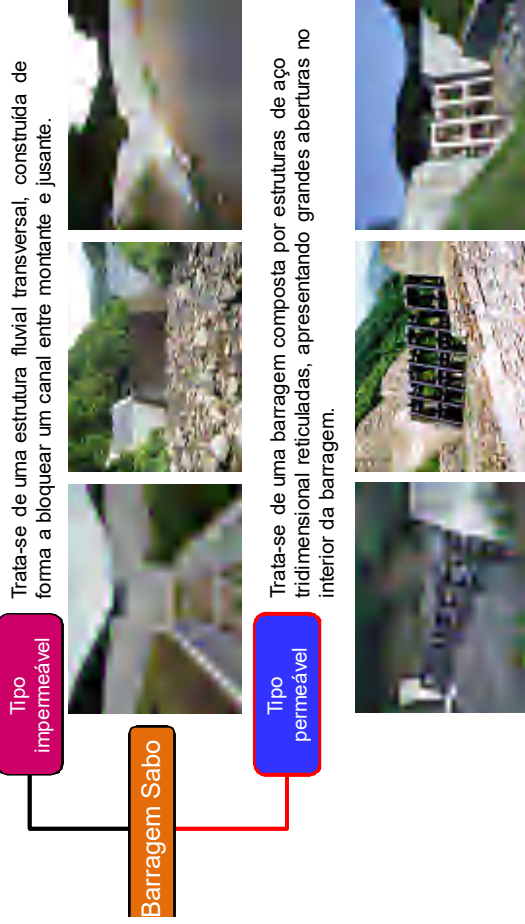 Barragem Sabo
Tipo
impermeável
Trata-se de uma estrutura fluvial transversal, construída de
forma a bloquear um canal entre montante e jusante.
Tipo
permeável
Trata-se de uma barragem composta por estruturas de aço
tridimensional reticuladas, apresentando grandes aberturas no
interior da barragem.